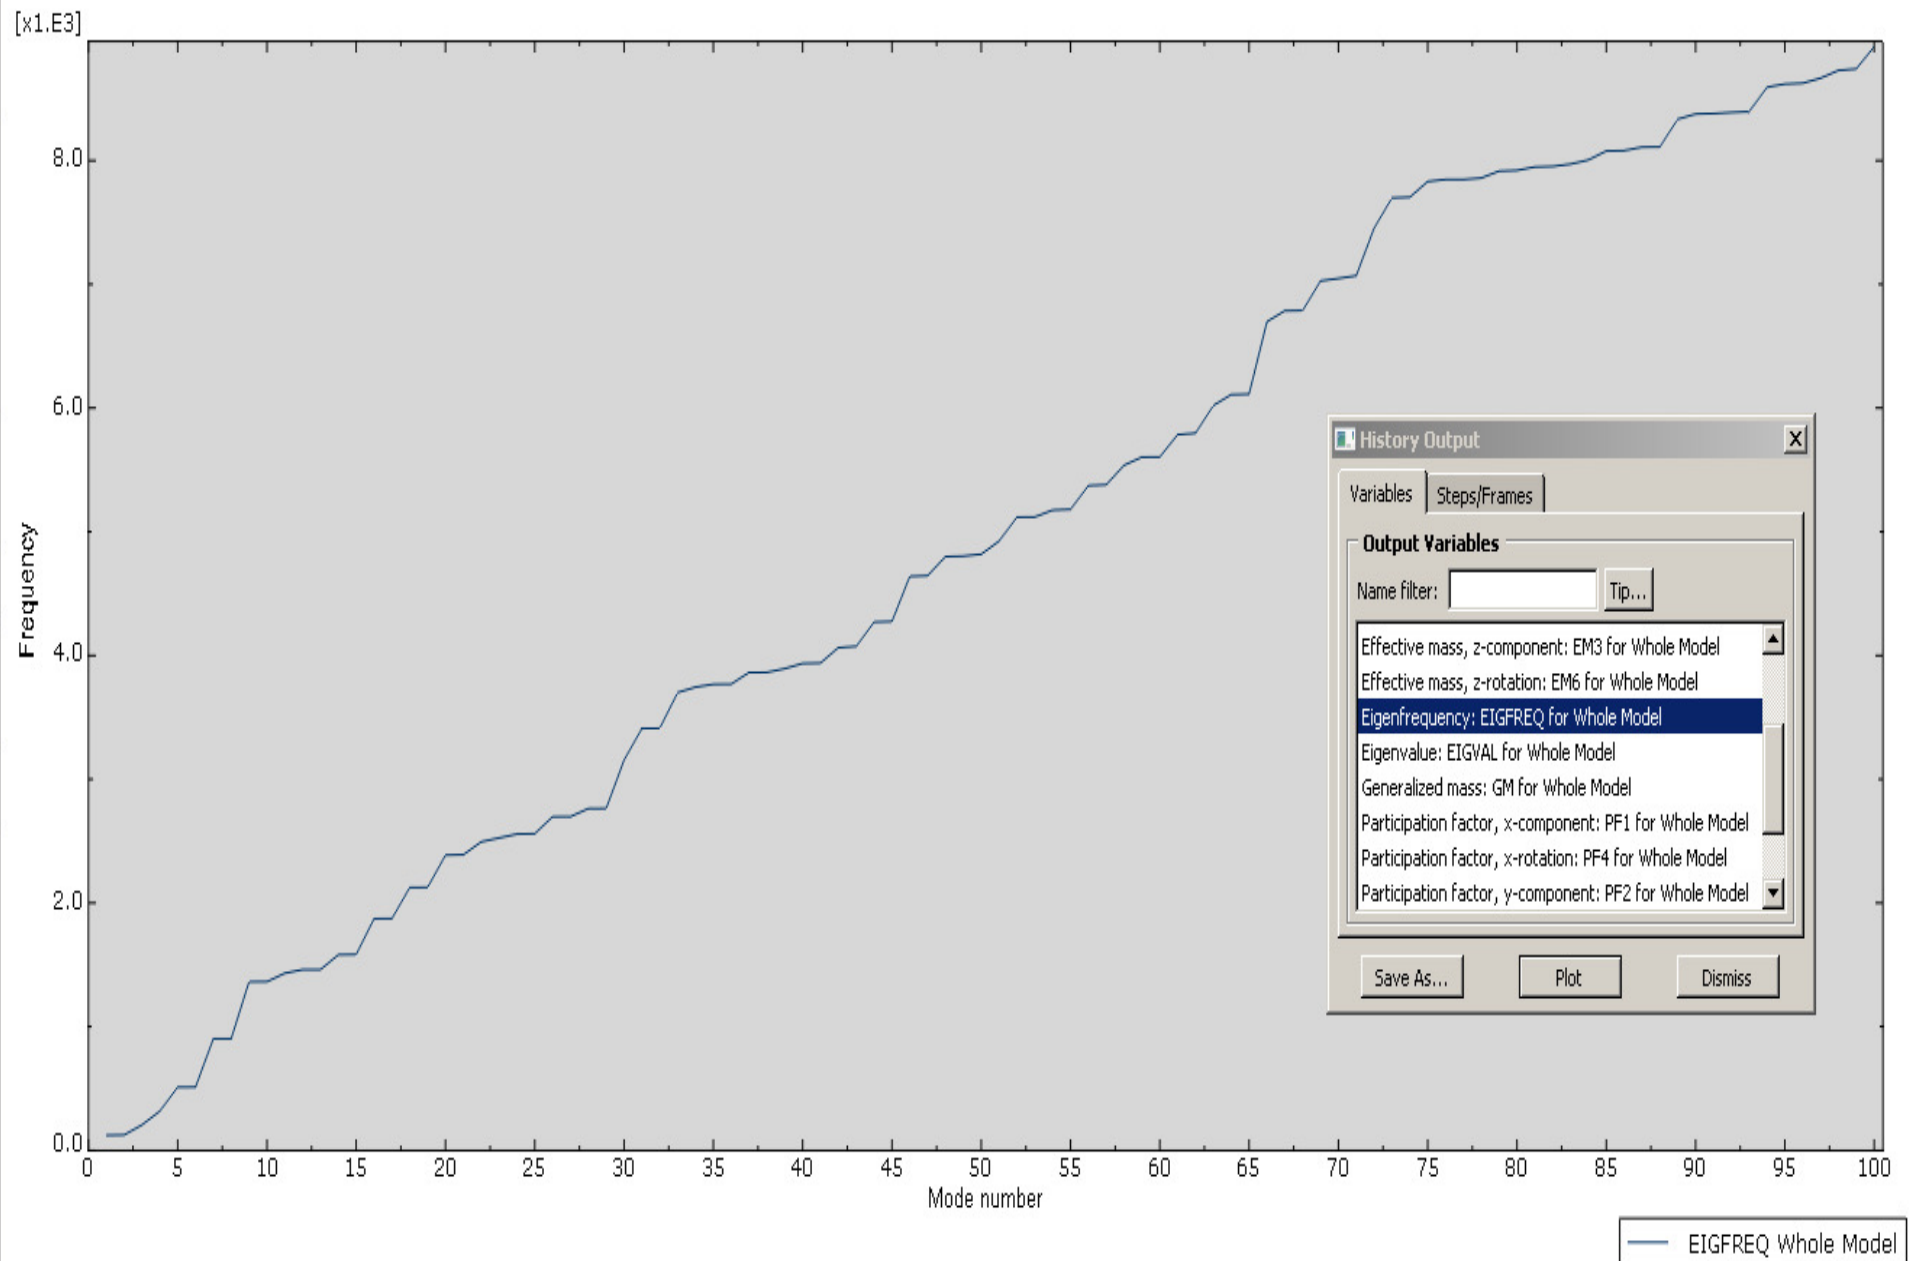 [x1.E3]
8.0
6.0
4.0
2.0
0.0
Frequency
0 5 10 15 20 25 30 35 40 45 50 55 60 65 70 75 80 85 90 95 100
Mode number
EIGFREQ Whole Model
History Output
Variables Steps/Frames
Output Variables
Name filter: Tip...
Effective mass, z-component: EM3 for Whole Model
Effective mass, z-rotation: EM6 for Whole Model
Eigenfrequency: EIGFREQ for Whole Model
Eigenvalue: EIGVAL for Whole Model
Generalized mass: GM for Whole Model
Participation factor, x-component: PF1 for Whole Model
Participation factor, x-rotation: PF4 for Whole Model
Participation factor, y-component: PF2 for Whole Model
Save As... Plot Dismiss